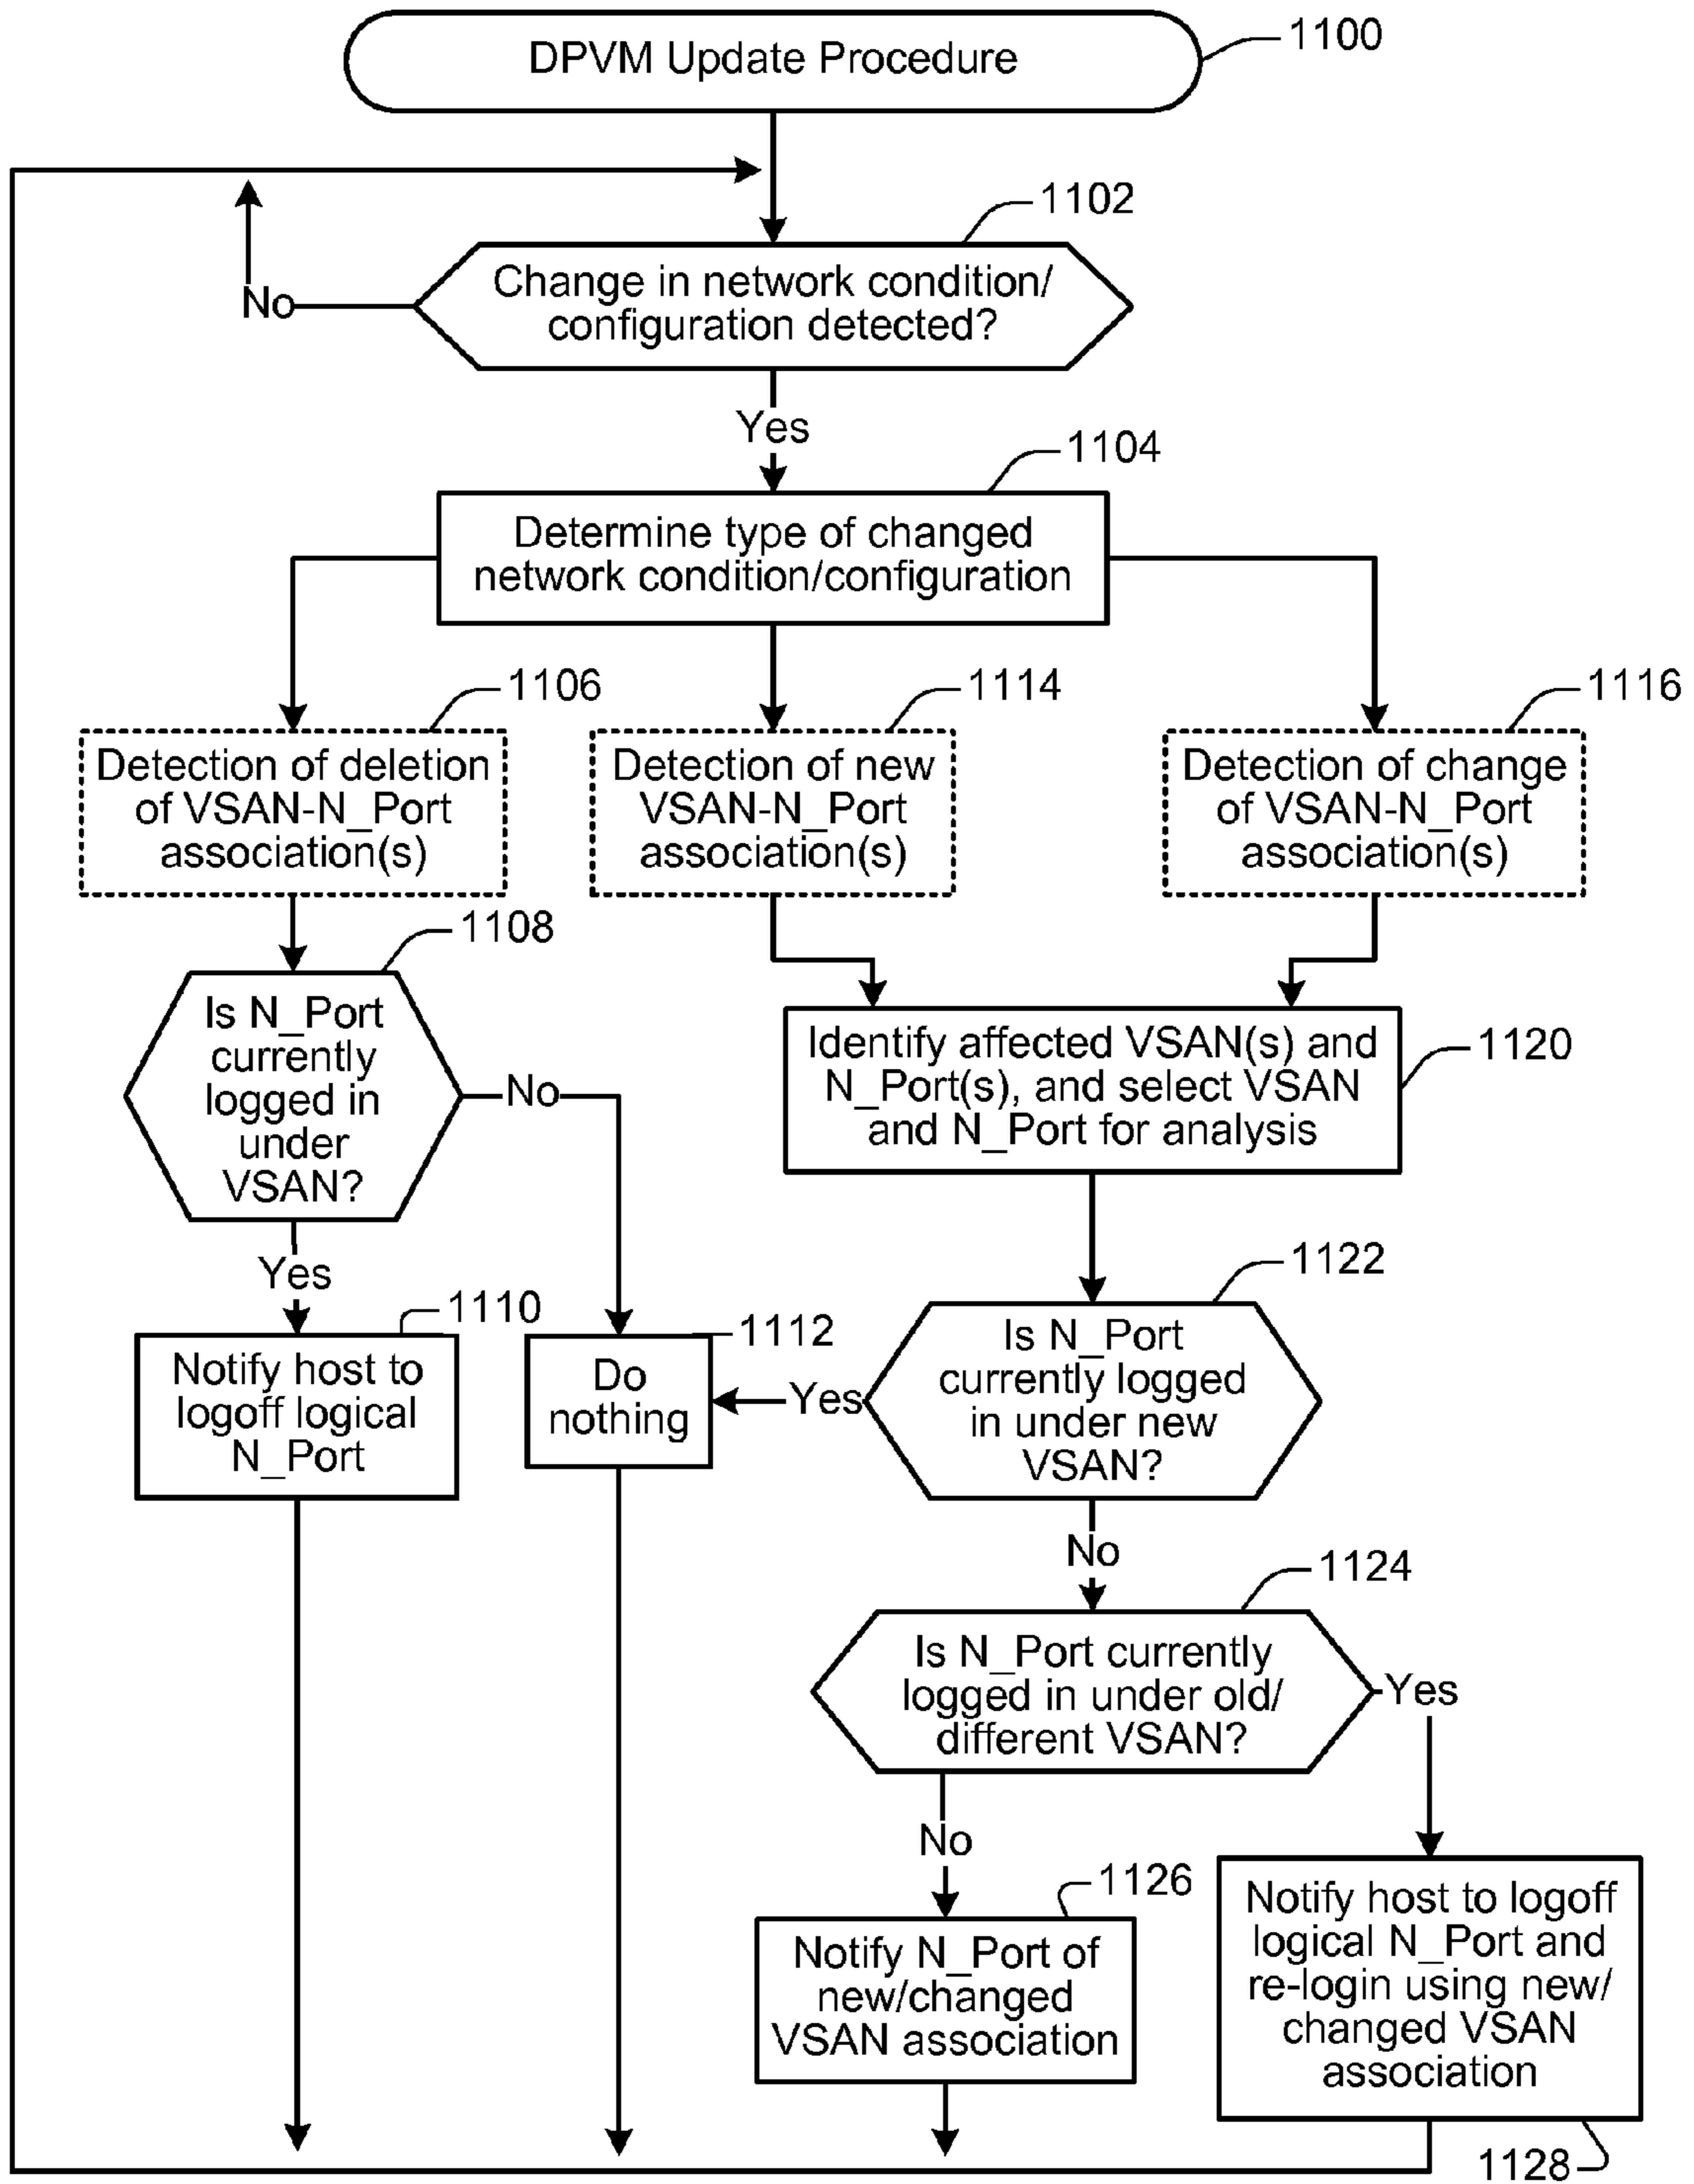 DPVM Update Procedure
1100
1102
Change in network condition/
configuration detected?
No
Yes
1104
Determine type of changed
network condition/configuration
1106
1114
1116
Detection of deletion
of VSAN-N_Port
association(s)
Detection of new
VSAN-N_Port
association(s)
Detection of change
of VSAN-N_Port
association(s)
1108
Is N_Port
currently
logged in
under
VSAN?
No
Yes
1120
Identify affected VSAN(s) and
N_Port(s), and select VSAN
and N_Port for analysis
1110
Notify host to
logoff logical
N_Port
1112
Do
nothing
1122
Is N_Port
currently logged
in under new
VSAN?
Yes
No
1124
Is N_Port currently
logged in under old/
different VSAN?
Yes
No
1126
Notify N_Port of
new/changed
VSAN association
Notify host to logoff
logical N_Port and
re-login using new/
changed VSAN
association
1128